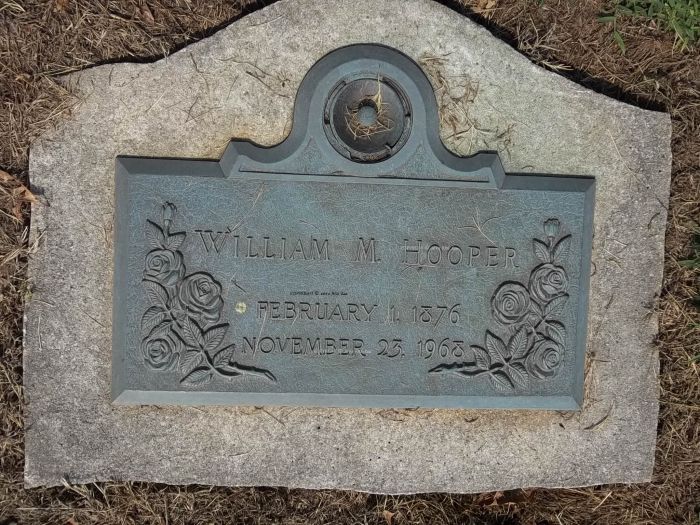 WILLIAM M. HOOPER
FEBRUARY 1. 1876
NOVEMBER 23. 1968